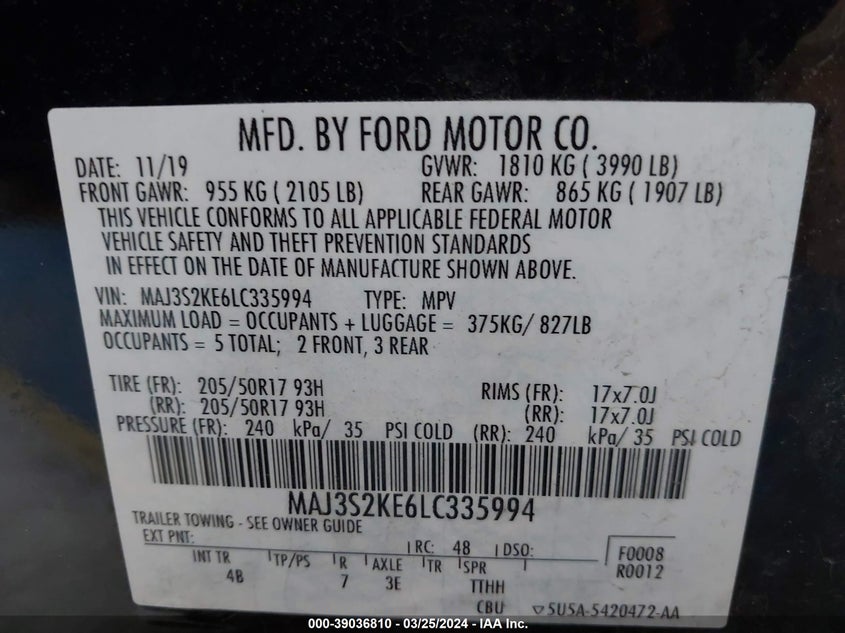 MFD. BY FORD MOTOR CO.
DATE: 11/19 GVWR: 1810 KG ( 3990 LB)
FRONT GAWR: 955 KG ( 2105 LB) REAR GAWR: 865 KG ( 1907 LB)
THIS VEHICLE CONFORMS TO ALL APPLICABLE FEDERAL MOTOR
VEHICLE SAFETY AND THEFT PREVENTION STANDARDS
IN EFFECT ON THE DATE OF MANUFACTURE SHOWN ABOVE.
VIN: MAJ3S2KE6LC335994 TYPE: MPV
MAXIMUM LOAD = OCCUPANTS + LUGGAGE = 375KG/ 827LB
OCCUPANTS = 5 TOTAL; 2 FRONT, 3 REAR
TIRE (FR): 205/50R17 93H RIMS (FR): 17x7.0J
(RR): 205/50R17 93H (RR): 17x7.0J
PRESSURE (FR): 240 kPa/ 35 PSI COLD (RR): 240 kPa/ 35 PSI COLD
MAJ3S2KE6LC335994
TRAILER TOWING - SEE OWNER GUIDE
EXT PNT: RC: 48 DSO: F0008
INT TR TP/PS R AXLE TR SPR R0012
4B 7 3E TTHH
CBU ▽5U5A-5420472-AA
000-39036810 - 03/25/2024 - IAA Inc.